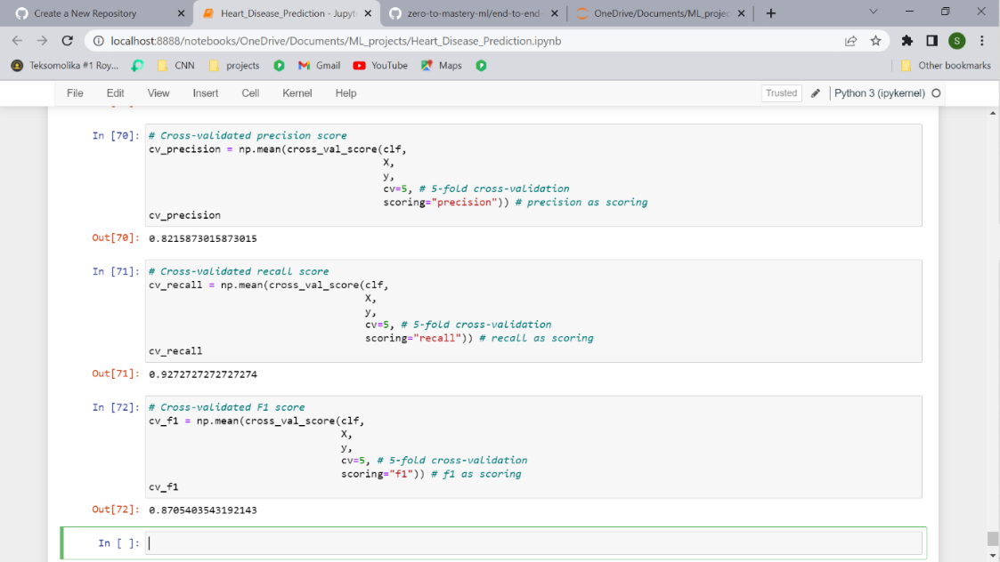 Create a New Repository
Heart_Disease_Prediction - Jupyt
zero-to-mastery-ml/end-to-end-
OneDrive/Documents/ML_projec
localhost:8888/notebooks/OneDrive/Documents/ML_projects/Heart_Disease_Prediction.ipynb
S
Teksomolika #1 Roy...
CNN
projects
Gmail
YouTube
Maps
Other bookmarks
File Edit View Insert Cell Kernel Help
Trusted
Python 3 (ipykernel)
In [70]: # Cross-validated precision score
cv_precision = np.mean(cross_val_score(clf,
X,
y,
cv=5, # 5-fold cross-validation
scoring="precision")) # precision as scoring
cv_precision
Out[70]: 0.8215873015873015
In [71]: # Cross-validated recall score
cv_recall = np.mean(cross_val_score(clf,
X,
y,
cv=5, # 5-fold cross-validation
scoring="recall")) # recall as scoring
cv_recall
Out[71]: 0.9272727272727274
In [72]: # Cross-validated F1 score
cv_f1 = np.mean(cross_val_score(clf,
X,
y,
cv=5, # 5-fold cross-validation
scoring="f1")) # f1 as scoring
cv_f1
Out[72]: 0.8705403543192143
In [ ]: